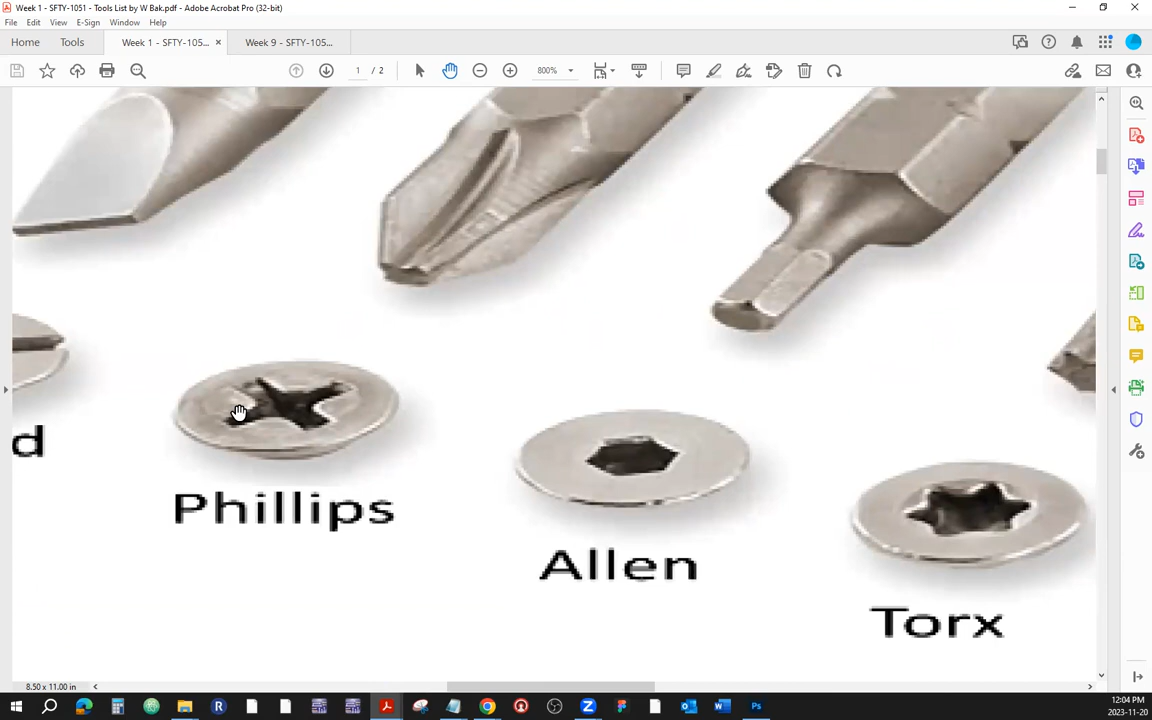 Week 1 - SFTY-1051 - Tools List by W Bak.pdf - Adobe Acrobat Pro (32-bit)
File Edit View E-Sign Window Help
Home Tools Week 1 - SFTY-105... × Week 9 - SFTY-105...
1 / 2 800%
d
Phillips
Allen
Torx
8.50 x 11.00 in
12:04 PM
2023-11-20